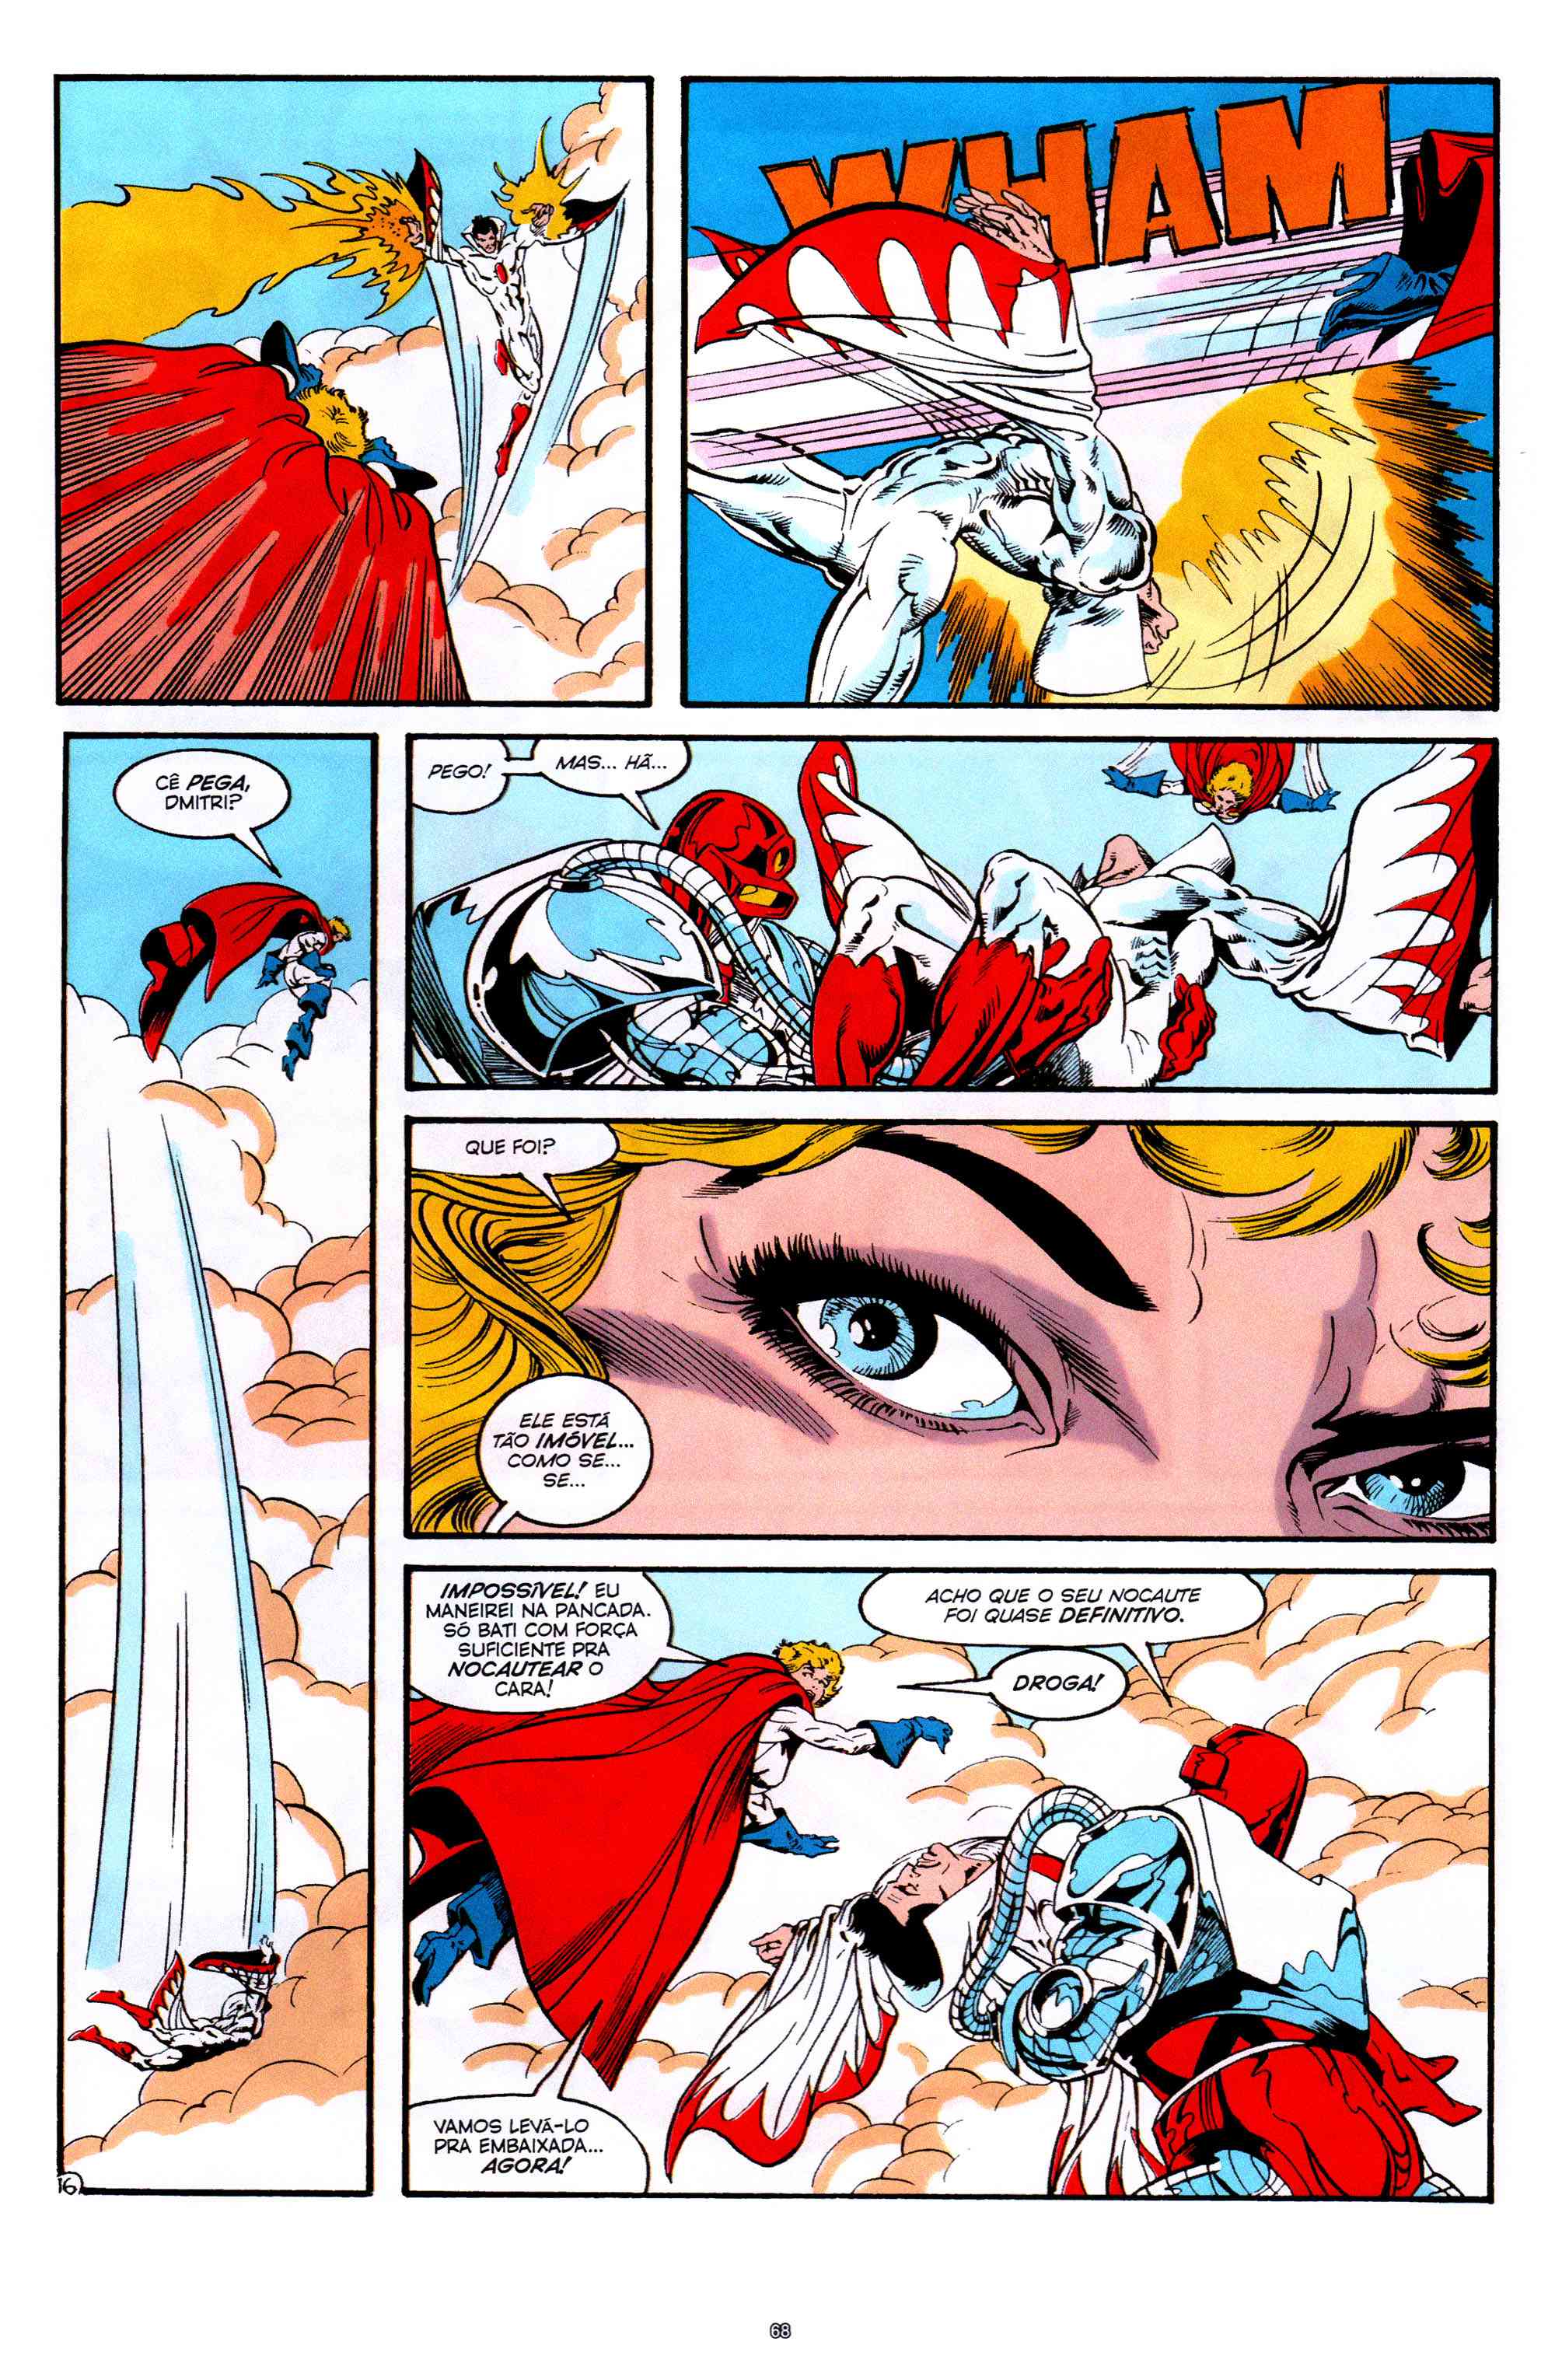 WHAM
CÊ PEGA,
DMITRI?
PEGO!
MAS... HÃ...
QUE FOI?
ELE ESTÁ
TÃO IMÓVEL...
COMO SE...
SE...
IMPOSSÍVEL! EU
MANEIREI NA PANCADA.
SÓ BATI COM FORÇA
SUFICIENTE PRA
NOCAUTEAR O
CARA!
ACHO QUE O SEU NOCAUTE
FOI QUASE DEFINITIVO.
DROGA!
VAMOS LEVÁ-LO
PRA EMBAIXADA...
AGORA!
16
68